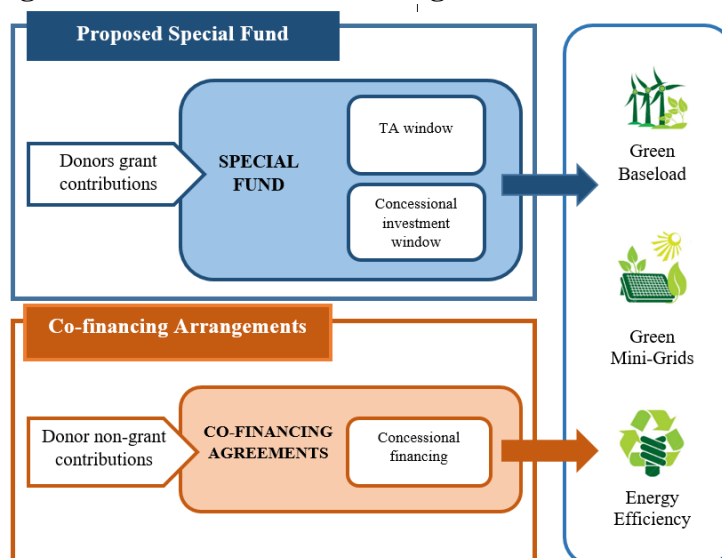 Proposed Special Fund
Donors grant
contributions
SPECIAL
FUND
TA window
Concessional
investment
window
Green
Baseload
Green
Mini-Grids
Co-financing Arrangements
Donor non-grant
contributions
CO-FINANCING
AGREEMENTS
Concessional
financing
Energy
Efficiency